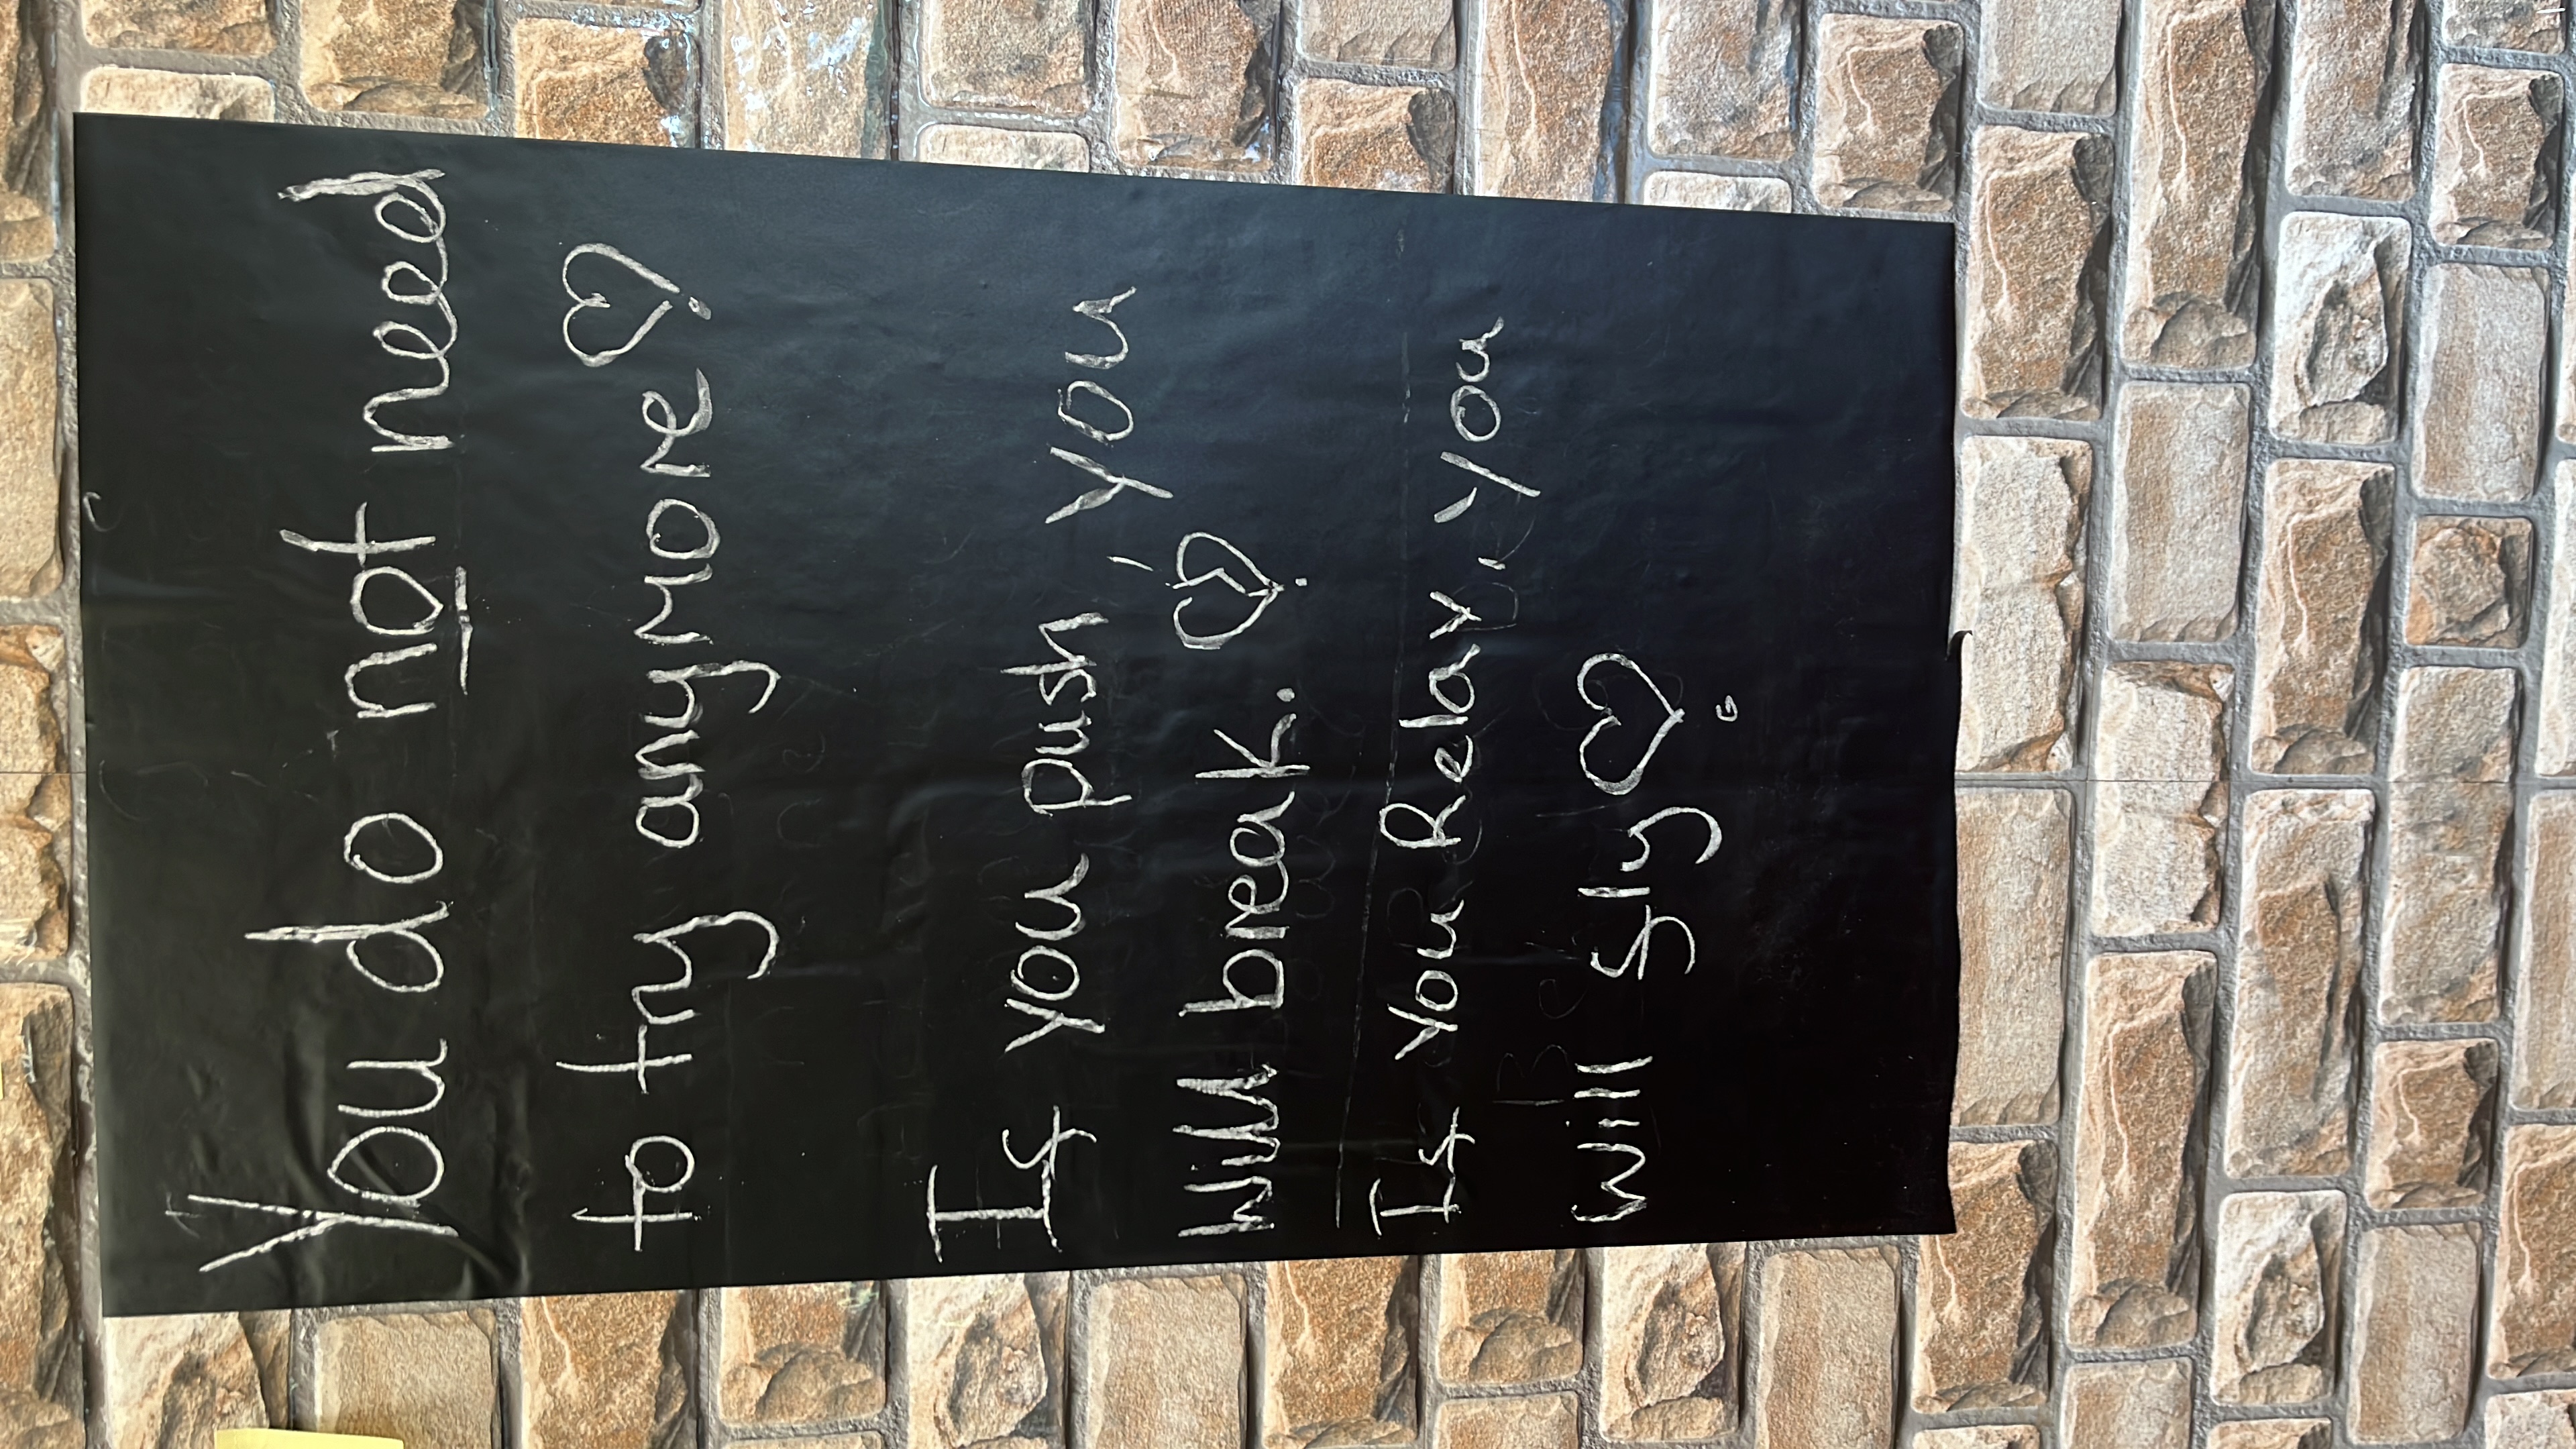 You do not need
to try anymore♡
If you push, you
will break.
If You Relax, you
will fly♡
G